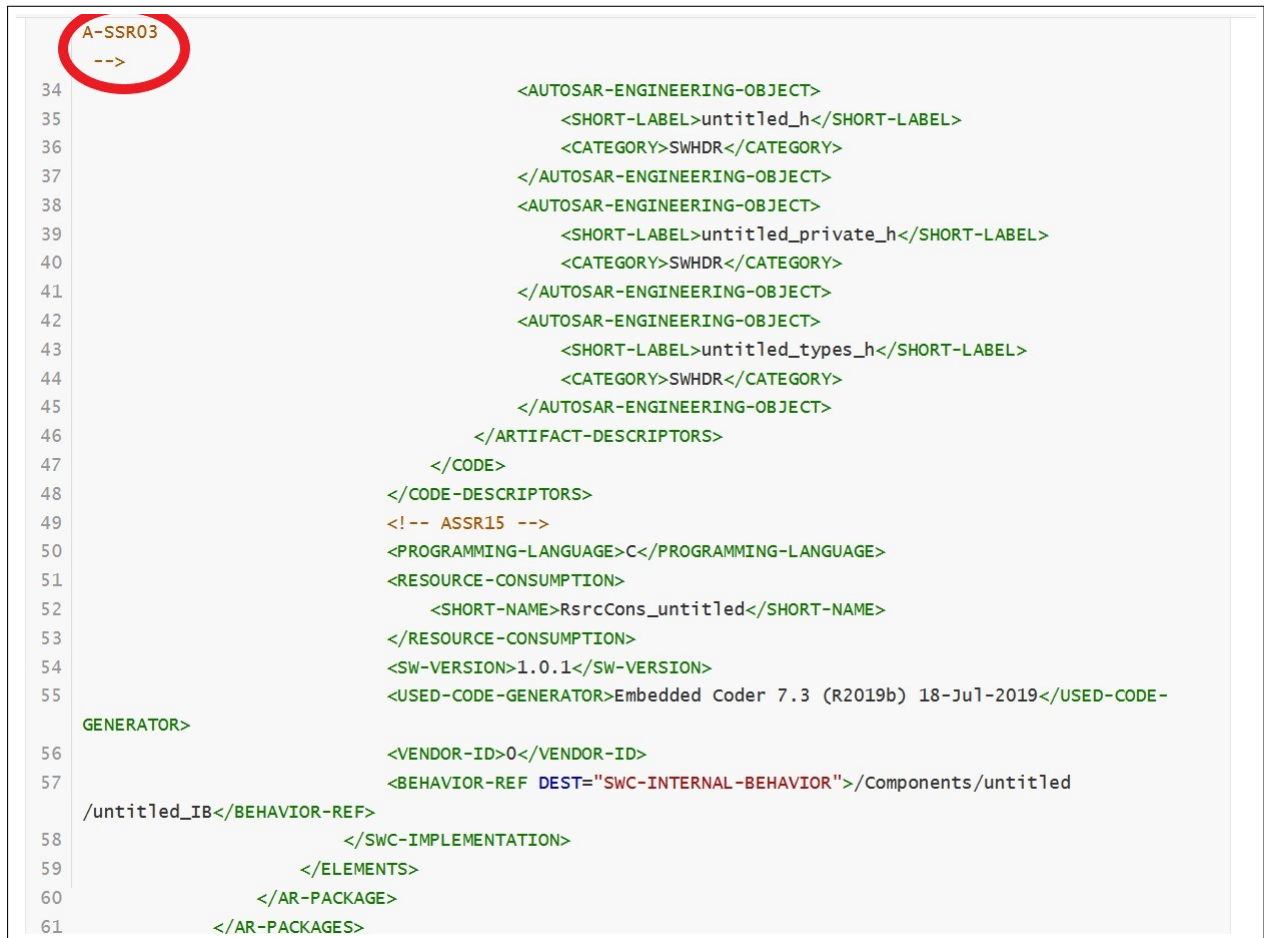 A-SSR03
-->
34 <AUTOSAR-ENGINEERING-OBJECT>
35 <SHORT-LABEL>untitled_h</SHORT-LABEL>
36 <CATEGORY>SWHDR</CATEGORY>
37 </AUTOSAR-ENGINEERING-OBJECT>
38 <AUTOSAR-ENGINEERING-OBJECT>
39 <SHORT-LABEL>untitled_private_h</SHORT-LABEL>
40 <CATEGORY>SWHDR</CATEGORY>
41 </AUTOSAR-ENGINEERING-OBJECT>
42 <AUTOSAR-ENGINEERING-OBJECT>
43 <SHORT-LABEL>untitled_types_h</SHORT-LABEL>
44 <CATEGORY>SWHDR</CATEGORY>
45 </AUTOSAR-ENGINEERING-OBJECT>
46 </ARTIFACT-DESCRIPTORS>
47 </CODE>
48 </CODE-DESCRIPTORS>
49 <!-- ASSR15 -->
50 <PROGRAMMING-LANGUAGE>C</PROGRAMMING-LANGUAGE>
51 <RESOURCE-CONSUMPTION>
52 <SHORT-NAME>RsrcCons_untitled</SHORT-NAME>
53 </RESOURCE-CONSUMPTION>
54 <SW-VERSION>1.0.1</SW-VERSION>
55 <USED-CODE-GENERATOR>Embedded Coder 7.3 (R2019b) 18-Jul-2019</USED-CODE-
GENERATOR>
56 <VENDOR-ID>0</VENDOR-ID>
57 <BEHAVIOR-REF DEST="SWC-INTERNAL-BEHAVIOR">/Components/untitled
/untitled_IB</BEHAVIOR-REF>
58 </SWC-IMPLEMENTATION>
59 </ELEMENTS>
60 </AR-PACKAGE>
61 </AR-PACKAGES>